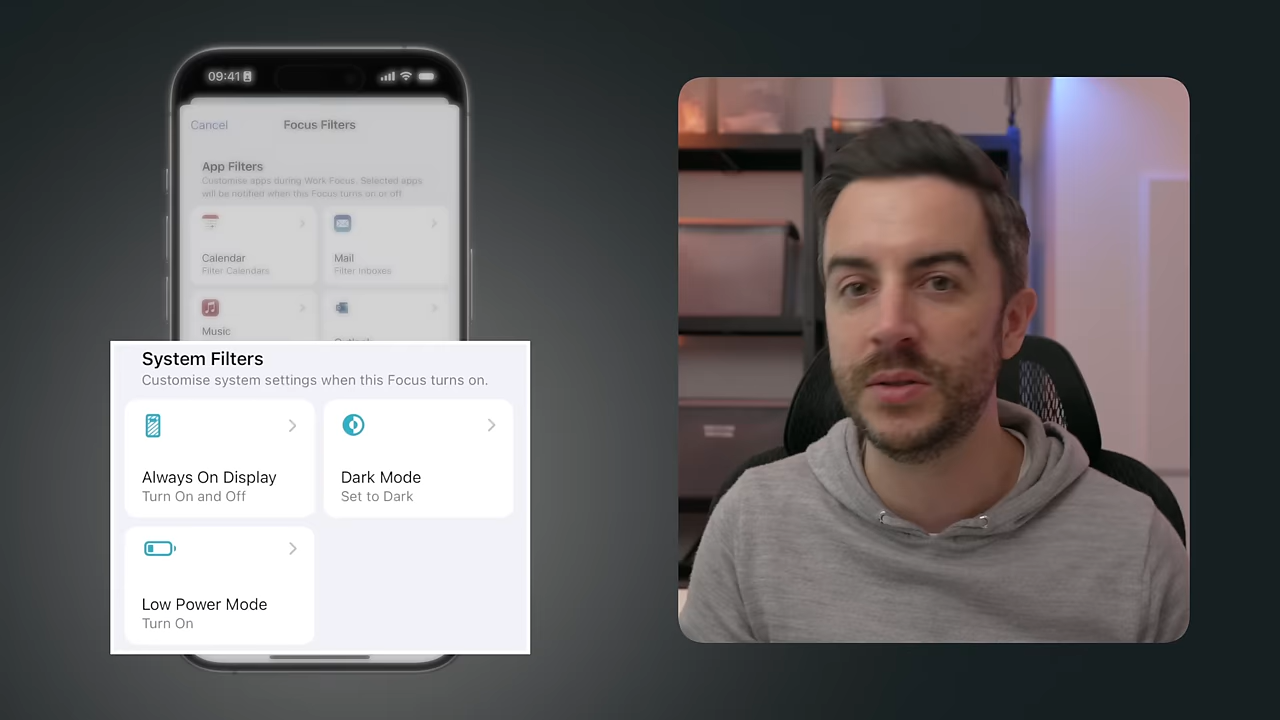 09:41
Cancel
Focus Filters
App Filters
Customise apps during Work Focus. Selected apps
will be notified when this Focus turns on or off
Calendar
Filter Calendars
Mail
Filter Inboxes
Music
System Filters
Customise system settings when this Focus turns on.
Always On Display
Turn On and Off
Dark Mode
Set to Dark
Low Power Mode
Turn On